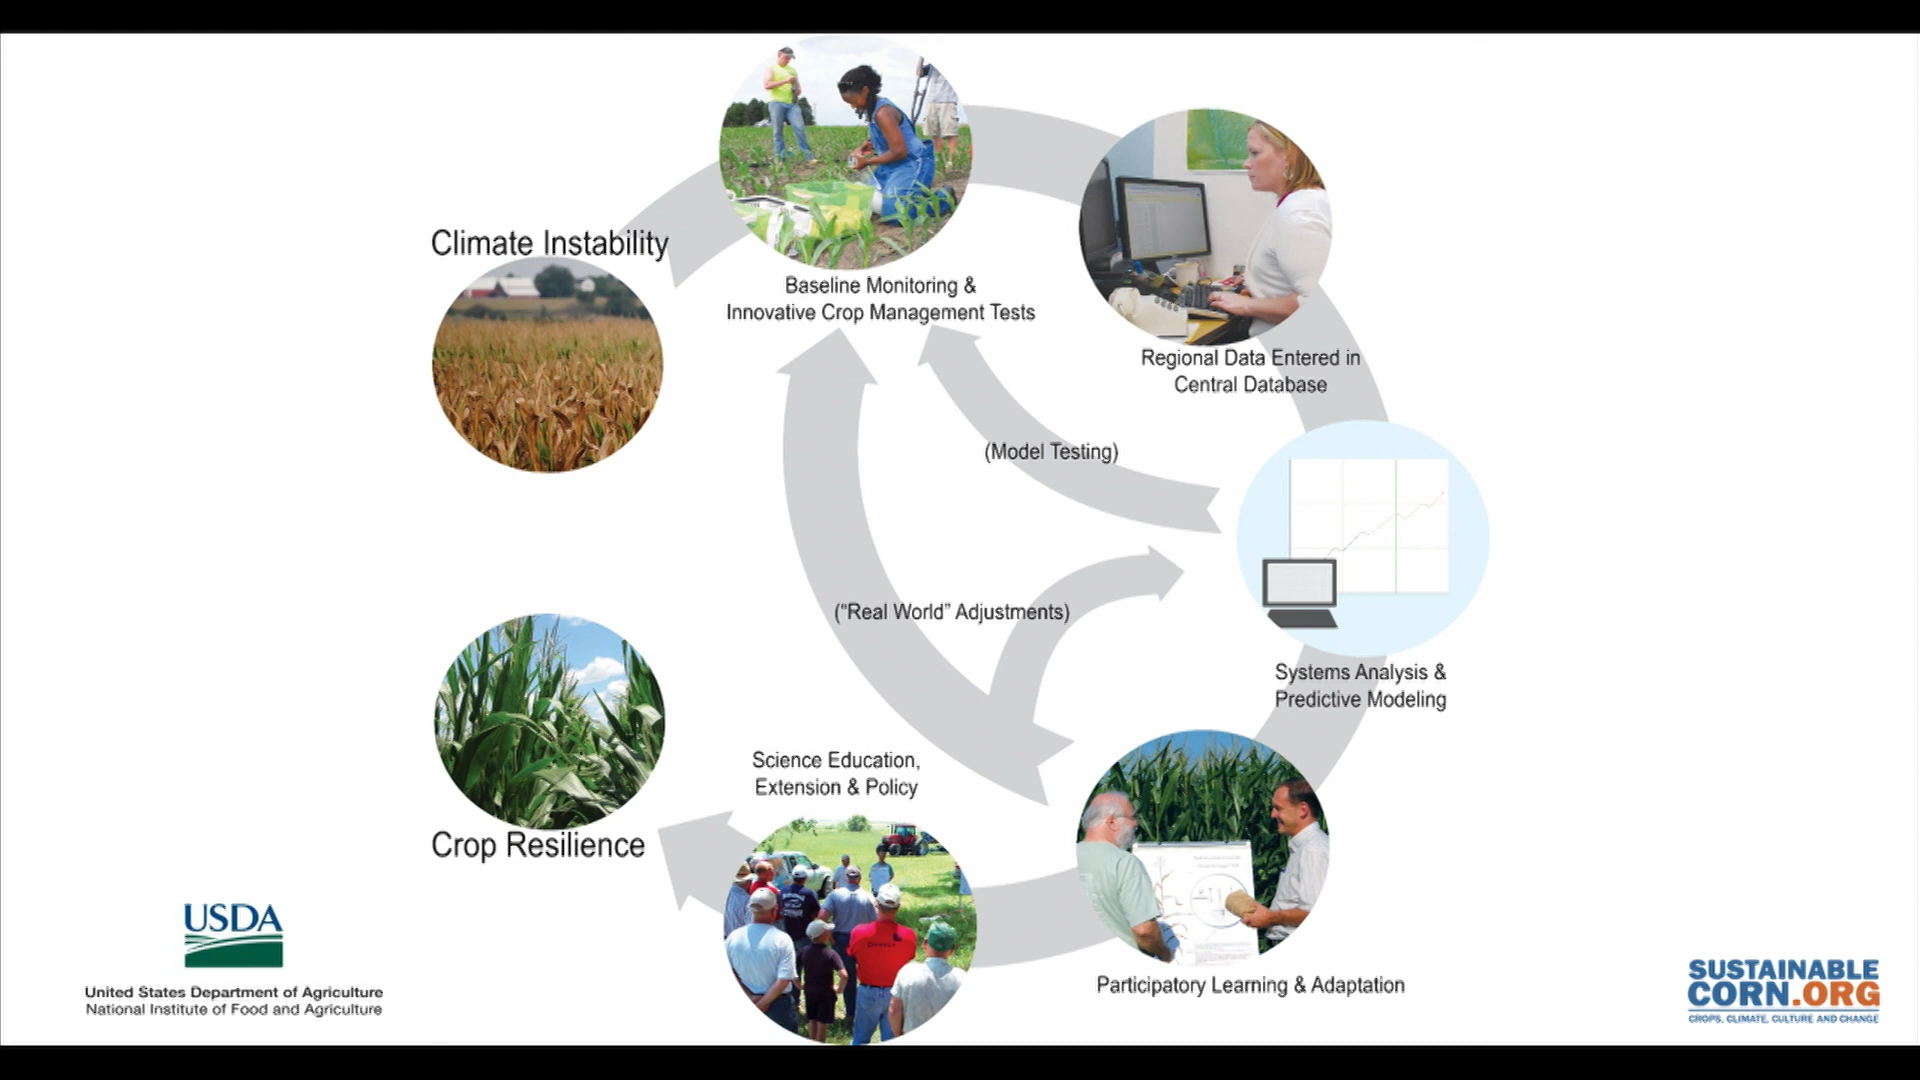 Climate Instability
Baseline Monitoring &
Innovative Crop Management Tests
Regional Data Entered in
Central Database
(Model Testing)
("Real World" Adjustments)
Systems Analysis &
Predictive Modeling
Science Education,
Extension & Policy
Crop Resilience
Participatory Learning & Adaptation
USDA
United States Department of Agriculture
National Institute of Food and Agriculture
SUSTAINABLE
CORN.ORG
CROPS, CLIMATE, CULTURE AND CHANGE